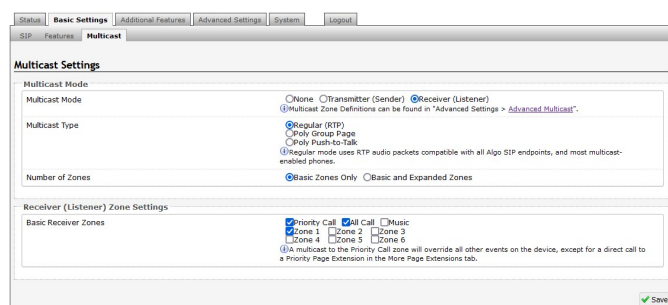 Status Basic Settings Additional Features Advanced Settings System Logout
SIP Features Multicast
Multicast Settings
Multicast Mode
Multicast Mode None Transmitter (Sender) Receiver (Listener)
Multicast Zone Definitions can be found in "Advanced Settings > Advanced Multicast".
Multicast Type Regular (RTP)
Poly Group Page
Poly Push-to-Talk
Regular mode uses RTP audio packets compatible with all Algo SIP endpoints, and most multicast-
enabled phones.
Number of Zones Basic Zones Only Basic and Expanded Zones
Receiver (Listener) Zone Settings
Basic Receiver Zones Priority Call All Call Music
Zone 1 Zone 2 Zone 3
Zone 4 Zone 5 Zone 6
A multicast to the Priority Call zone will override all other events on the device, except for a direct call to
a Priority Page Extension in the More Page Extensions tab.
Save